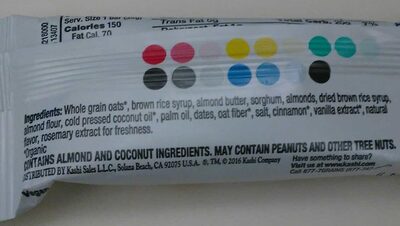 Serv. Size 1 Bar
Calories 150
Fat Cal. 70
Trans Fat 0g
Ingredients: Whole grain oats*, brown rice syrup, almond butter, sorghum, almonds, dried brown rice syrup,
almond flour, cold pressed coconut oil*, palm oil, dates, oat fiber*, salt, cinnamon*, vanilla extract*, natural
flavor, rosemary extract for freshness.
*Organic
CONTAINS ALMOND AND COCONUT INGREDIENTS. MAY CONTAIN PEANUTS AND OTHER TREE NUTS.
DISTRIBUTED BY Kashi Sales L.L.C., Solana Beach, CA 92075 U.S.A. ®, TM, © 2016 Kashi Company
Have something to share?
Visit us at www.kashi.com
Call 877-7GRAINS